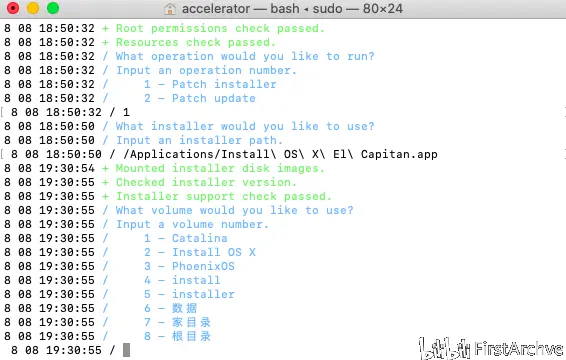 accelerator — bash ◂ sudo — 80×24
8 08 18:50:32 + Root permissions check passed.
8 08 18:50:32 + Resources check passed.
8 08 18:50:32 / What operation would you like to run?
8 08 18:50:32 / Input an operation number.
8 08 18:50:32 /     1 – Patch installer
8 08 18:50:32 /     2 – Patch update
[ 8 08 18:50:32 / 1
8 08 18:50:50 / What installer would you like to use?
8 08 18:50:50 / Input an installer path.
[ 8 08 18:50:50 / /Applications/Install\ OS\ X\ El\ Capitan.app
8 08 19:30:54 + Mounted installer disk images.
8 08 19:30:55 + Checked installer version.
8 08 19:30:55 + Installer support check passed.
8 08 19:30:55 / What volume would you like to use?
8 08 19:30:55 / Input a volume number.
8 08 19:30:55 /     1 – Catalina
8 08 19:30:55 /     2 – Install OS X
8 08 19:30:55 /     3 – PhoenixOS
8 08 19:30:55 /     4 – install
8 08 19:30:55 /     5 – installer
8 08 19:30:55 /     6 – 数据
8 08 19:30:55 /     7 – 家目录
8 08 19:30:55 /     8 – 根目录
8 08 19:30:55 /
bilibili FirstArchive